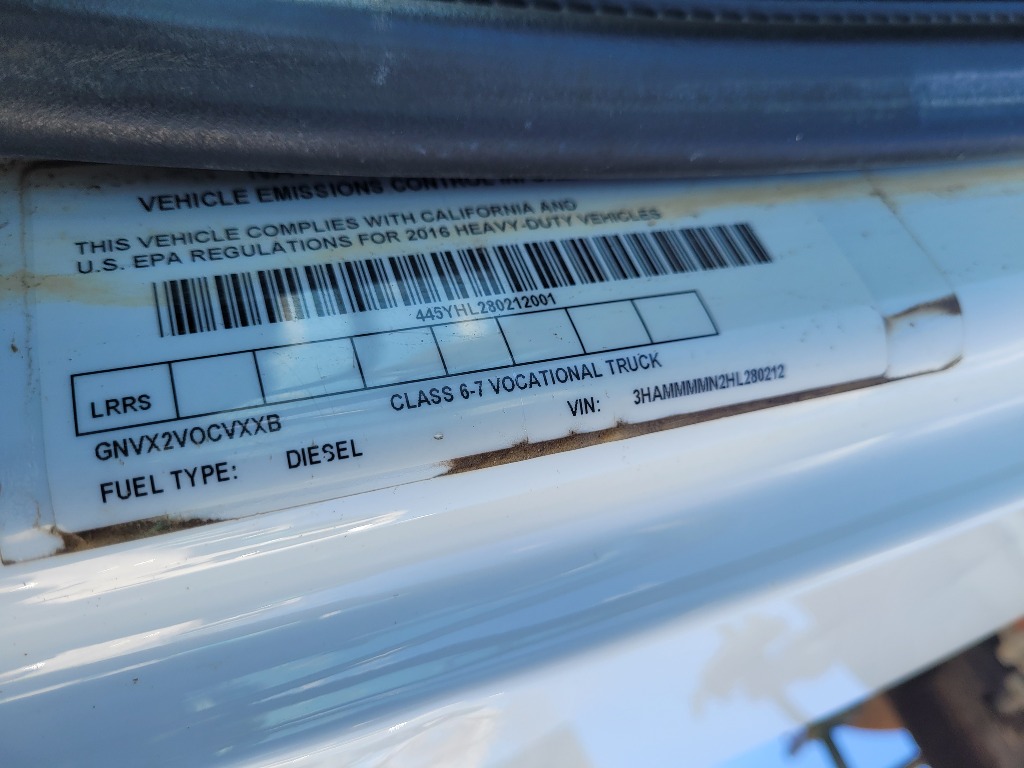 VEHICLE EMISSIONS CONTROL
THIS VEHICLE COMPLIES WITH CALIFORNIA AND
U.S. EPA REGULATIONS FOR 2016 HEAVY-DUTY VEHICLES
445YHL280212001
LRRS
GNVX2VOCVXXB CLASS 6-7 VOCATIONAL TRUCK
FUEL TYPE: DIESEL VIN: 3HAMMMMN2HL280212